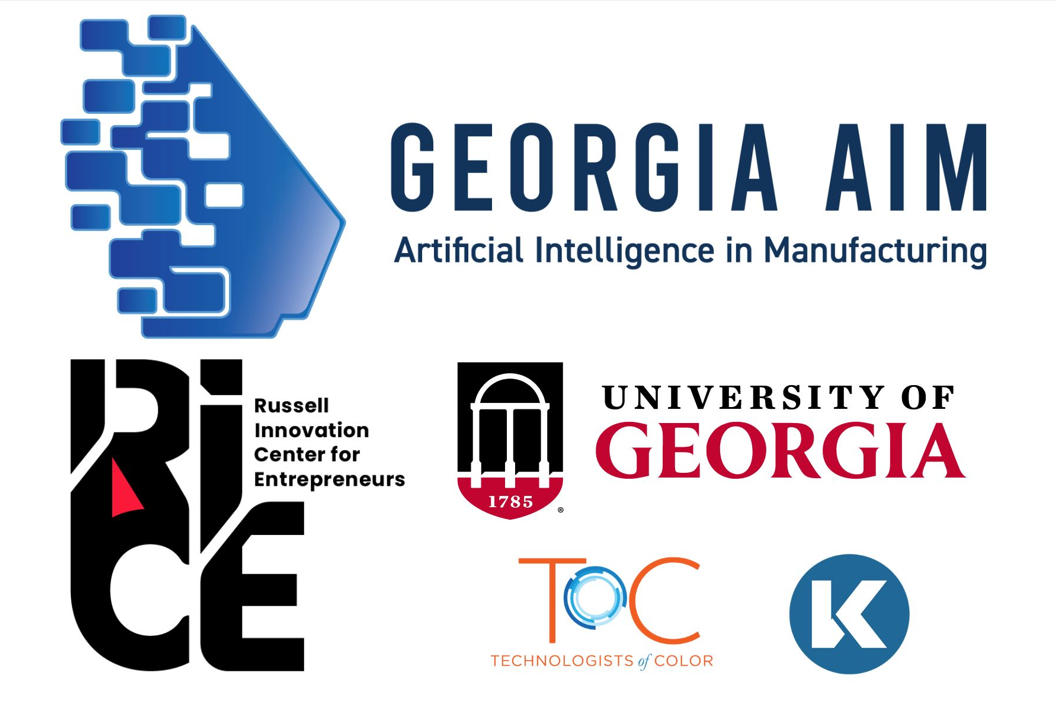 GEORGIA AIM
Artificial Intelligence in Manufacturing
RiCE
Russell
Innovation
Center for
Entrepreneurs
1785
®
UNIVERSITY OF
GEORGIA
TOC
TECHNOLOGISTS of COLOR
K